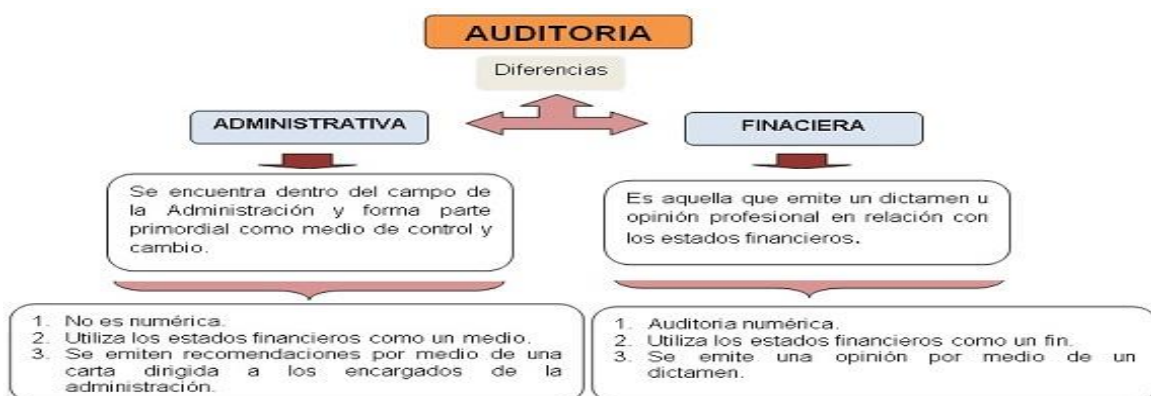 AUDITORIA
Diferencias
ADMINISTRATIVA
FINACIERA
Se encuentra dentro del campo de
la Administración y forma parte
primordial como medio de control y
cambio.
Es aquella que emite un dictamen u
opinión profesional en relación con
los estados financieros.
1. No es numérica.
2. Utiliza los estados financieros como un medio.
3. Se emiten recomendaciones por medio de una
carta dirigida a los encargados de la
administración.
1. Auditoria numérica.
2. Utiliza los estados financieros como un fin.
3. Se emite una opinión por medio de un
dictamen.